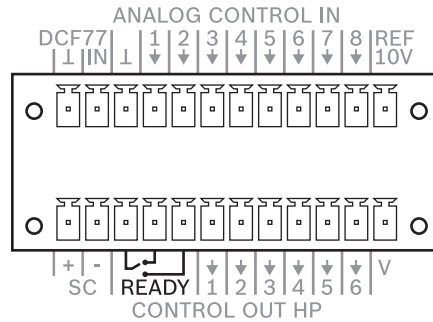 ANALOG CONTROL IN
DCF77 1 2 3 4 5 6 7 8 REF
IN 10V
+ - 1 2 3 4 5 6 V
SC READY
CONTROL OUT HP